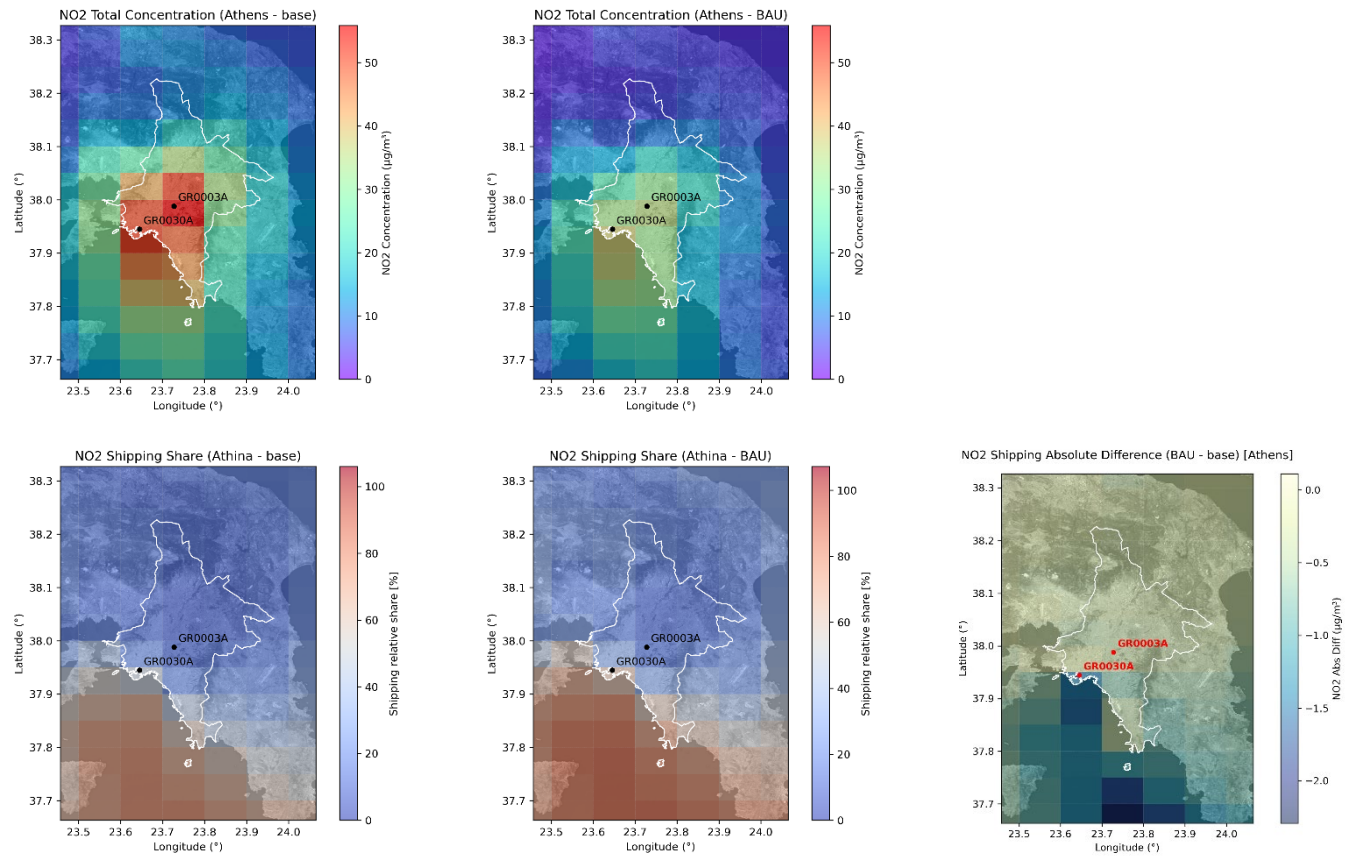 NO2 Total Concentration (Athens - base)
38.3
38.2
38.1
38.0
37.9
37.8
37.7
Latitude (°)
GR0003A
GR0030A
23.5 23.6 23.7 23.8 23.9 24.0
Longitude (°)
50
40
30
20
10
0
NO2 Concentration (µg/m³)
NO2 Total Concentration (Athens - BAU)
38.3
38.2
38.1
38.0
37.9
37.8
37.7
Latitude (°)
GR0003A
GR0030A
23.5 23.6 23.7 23.8 23.9 24.0
Longitude (°)
50
40
30
20
10
0
NO2 Concentration (µg/m³)
NO2 Shipping Share (Athina - base)
38.3
38.2
38.1
38.0
37.9
37.8
37.7
Latitude (°)
GR0003A
GR0030A
23.5 23.6 23.7 23.8 23.9 24.0
Longitude (°)
100
80
60
40
20
0
Shipping relative share [%]
NO2 Shipping Share (Athina - BAU)
38.3
38.2
38.1
38.0
37.9
37.8
37.7
Latitude (°)
GR0003A
GR0030A
23.5 23.6 23.7 23.8 23.9 24.0
Longitude (°)
100
80
60
40
20
0
Shipping relative share [%]
NO2 Shipping Absolute Difference (BAU - base) [Athens]
38.3
38.2
38.1
38.0
37.9
37.8
37.7
Latitude (°)
GR0003A
GR0030A
23.5 23.6 23.7 23.8 23.9 24.0
Longitude (°)
0.0
−0.5
−1.0
−1.5
−2.0
NO2 Abs Diff (µg/m³)